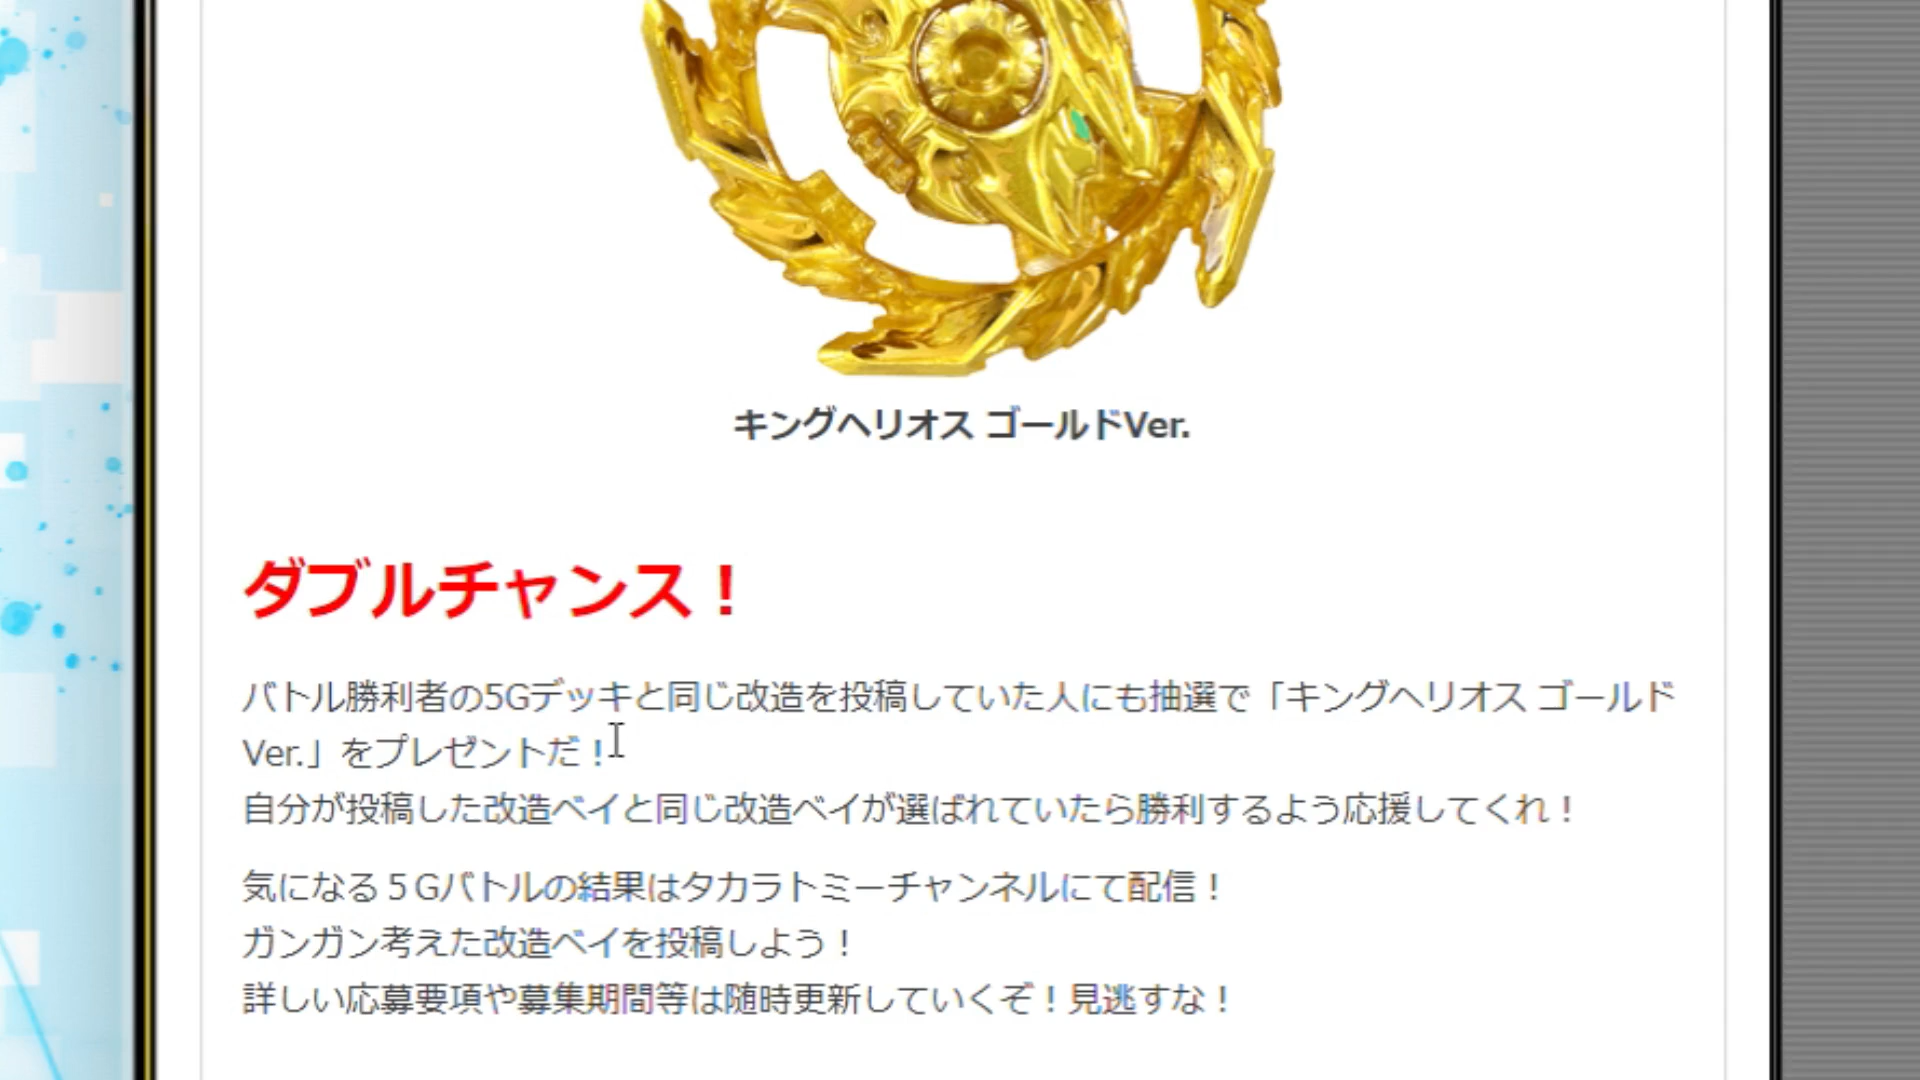 キングヘリオス ゴールドVer.
ダブルチャンス！
バトル勝利者の5Gデッキと同じ改造を投稿していた人にも抽選で「キングヘリオス ゴールド
Ver.」をプレゼントだ！
自分が投稿した改造ベイと同じ改造ベイが選ばれていたら勝利するよう応援してくれ！
気になる５Gバトルの結果はタカラトミーチャンネルにて配信！
ガンガン考えた改造ベイを投稿しよう！
詳しい応募要項や募集期間等は随時更新していくぞ！見逃すな！